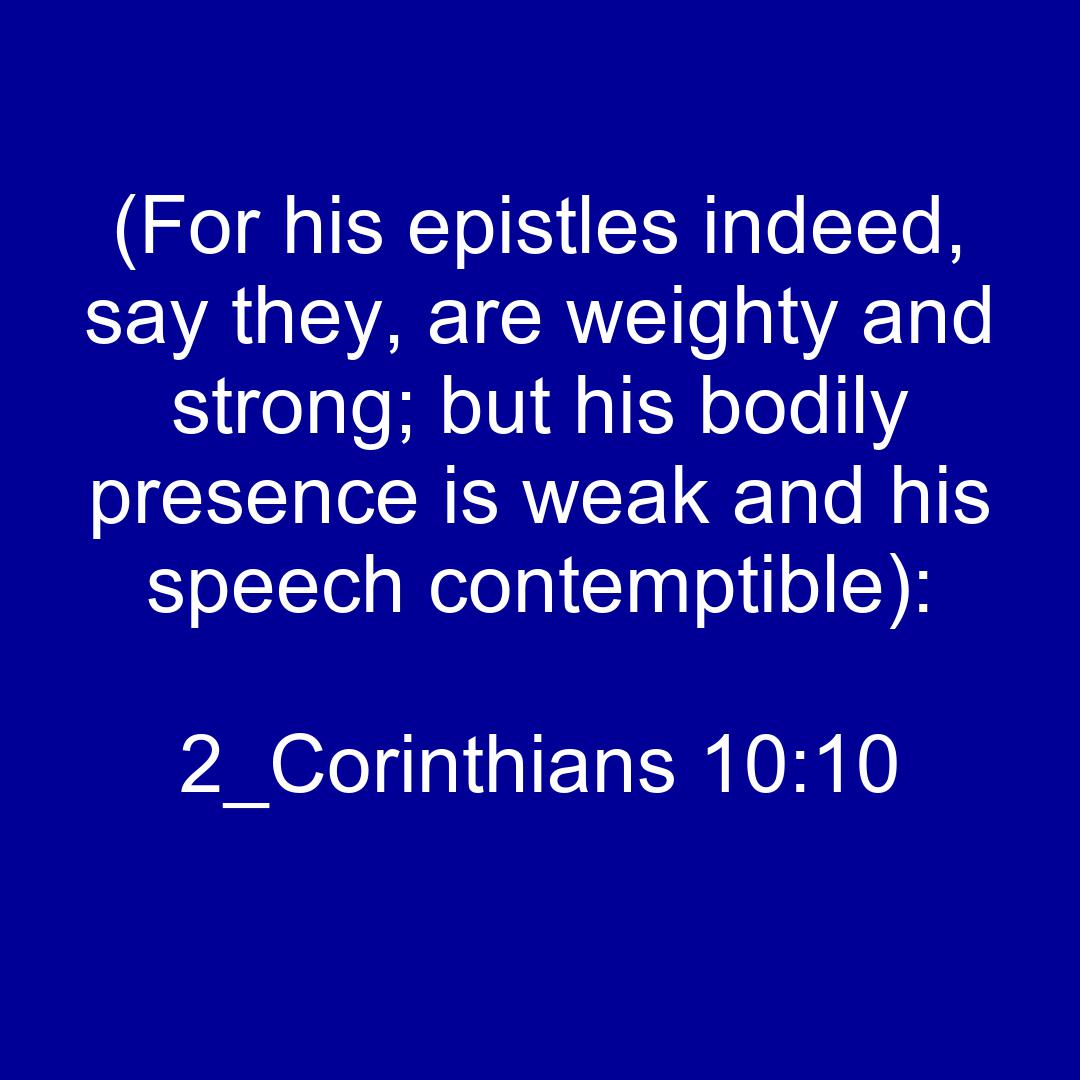 (For his epistles indeed,
say they, are weighty and
strong; but his bodily
presence is weak and his
speech contemptible):
2_Corinthians 10:10